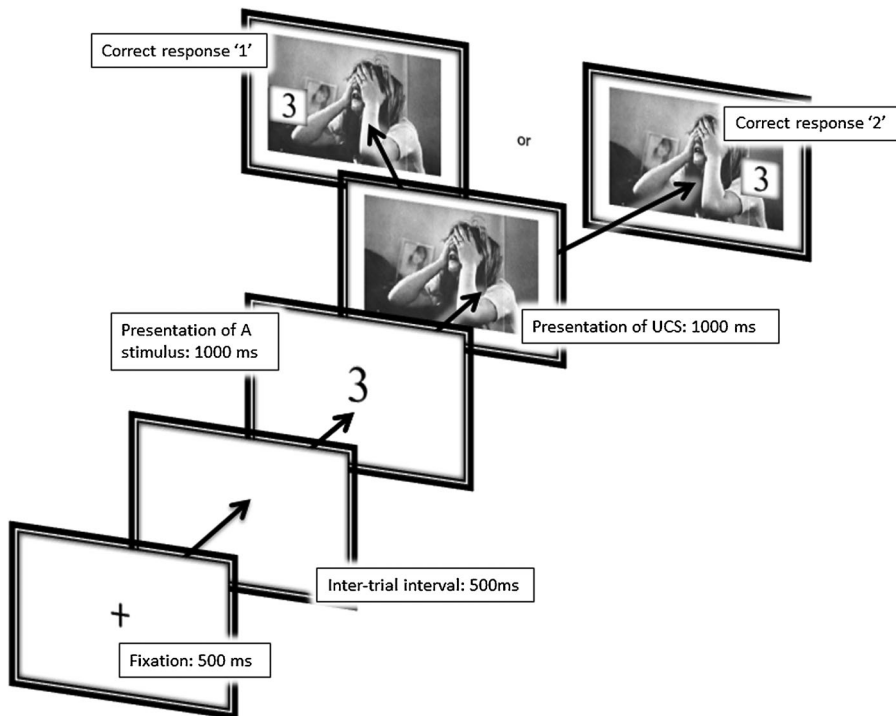 Correct response ‘1’
3
or
Correct response ‘2’
3
Presentation of A
stimulus: 1000 ms
Presentation of UCS: 1000 ms
3
Inter-trial interval: 500ms
+
Fixation: 500 ms